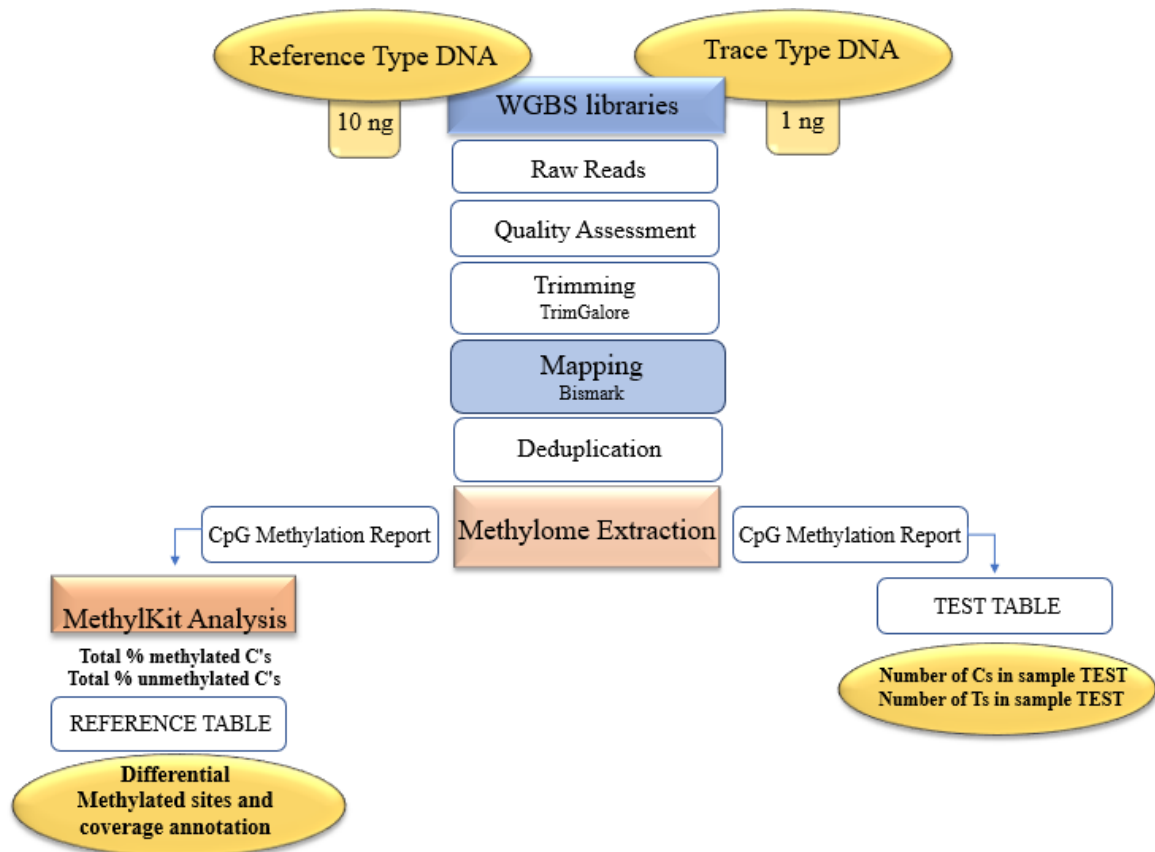 Reference Type DNA
Trace Type DNA
10 ng
WGBS libraries
1 ng
Raw Reads
Quality Assessment
Trimming
TrimGalore
Mapping
Bismark
Deduplication
CpG Methylation Report
Methylome Extraction
CpG Methylation Report
MethylKit Analysis
Total % methylated C's
Total % unmethylated C's
REFERENCE TABLE
Differential
Methylated sites and
coverage annotation
TEST TABLE
Number of Cs in sample TEST
Number of Ts in sample TEST